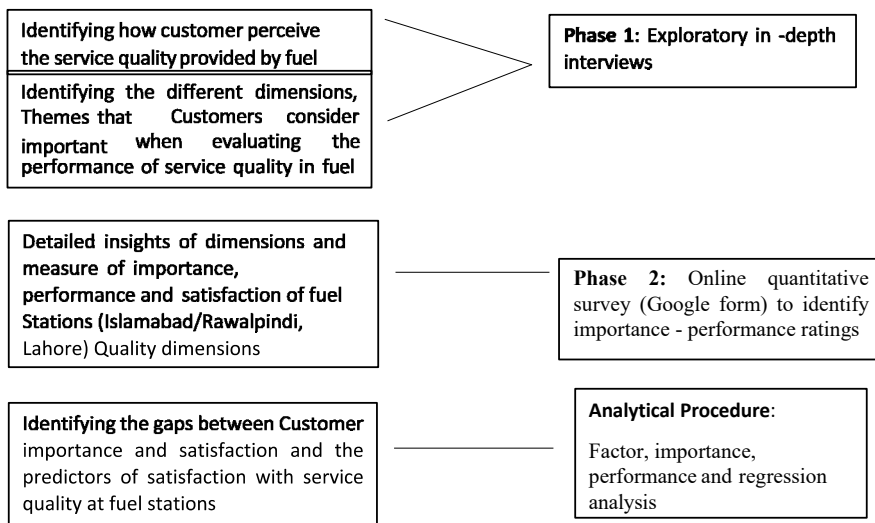 Identifying how customer perceive
the service quality provided by fuel
Identifying the different dimensions,
Themes that Customers consider
important when evaluating the
performance of service quality in fuel
Phase 1: Exploratory in -depth
interviews
Detailed insights of dimensions and
measure of importance,
performance and satisfaction of fuel
Stations (Islamabad/Rawalpindi,
Lahore) Quality dimensions
Phase 2: Online quantitative
survey (Google form) to identify
importance - performance ratings
Identifying the gaps between Customer
importance and satisfaction and the
predictors of satisfaction with service
quality at fuel stations
Analytical Procedure:
Factor, importance,
performance and regression
analysis